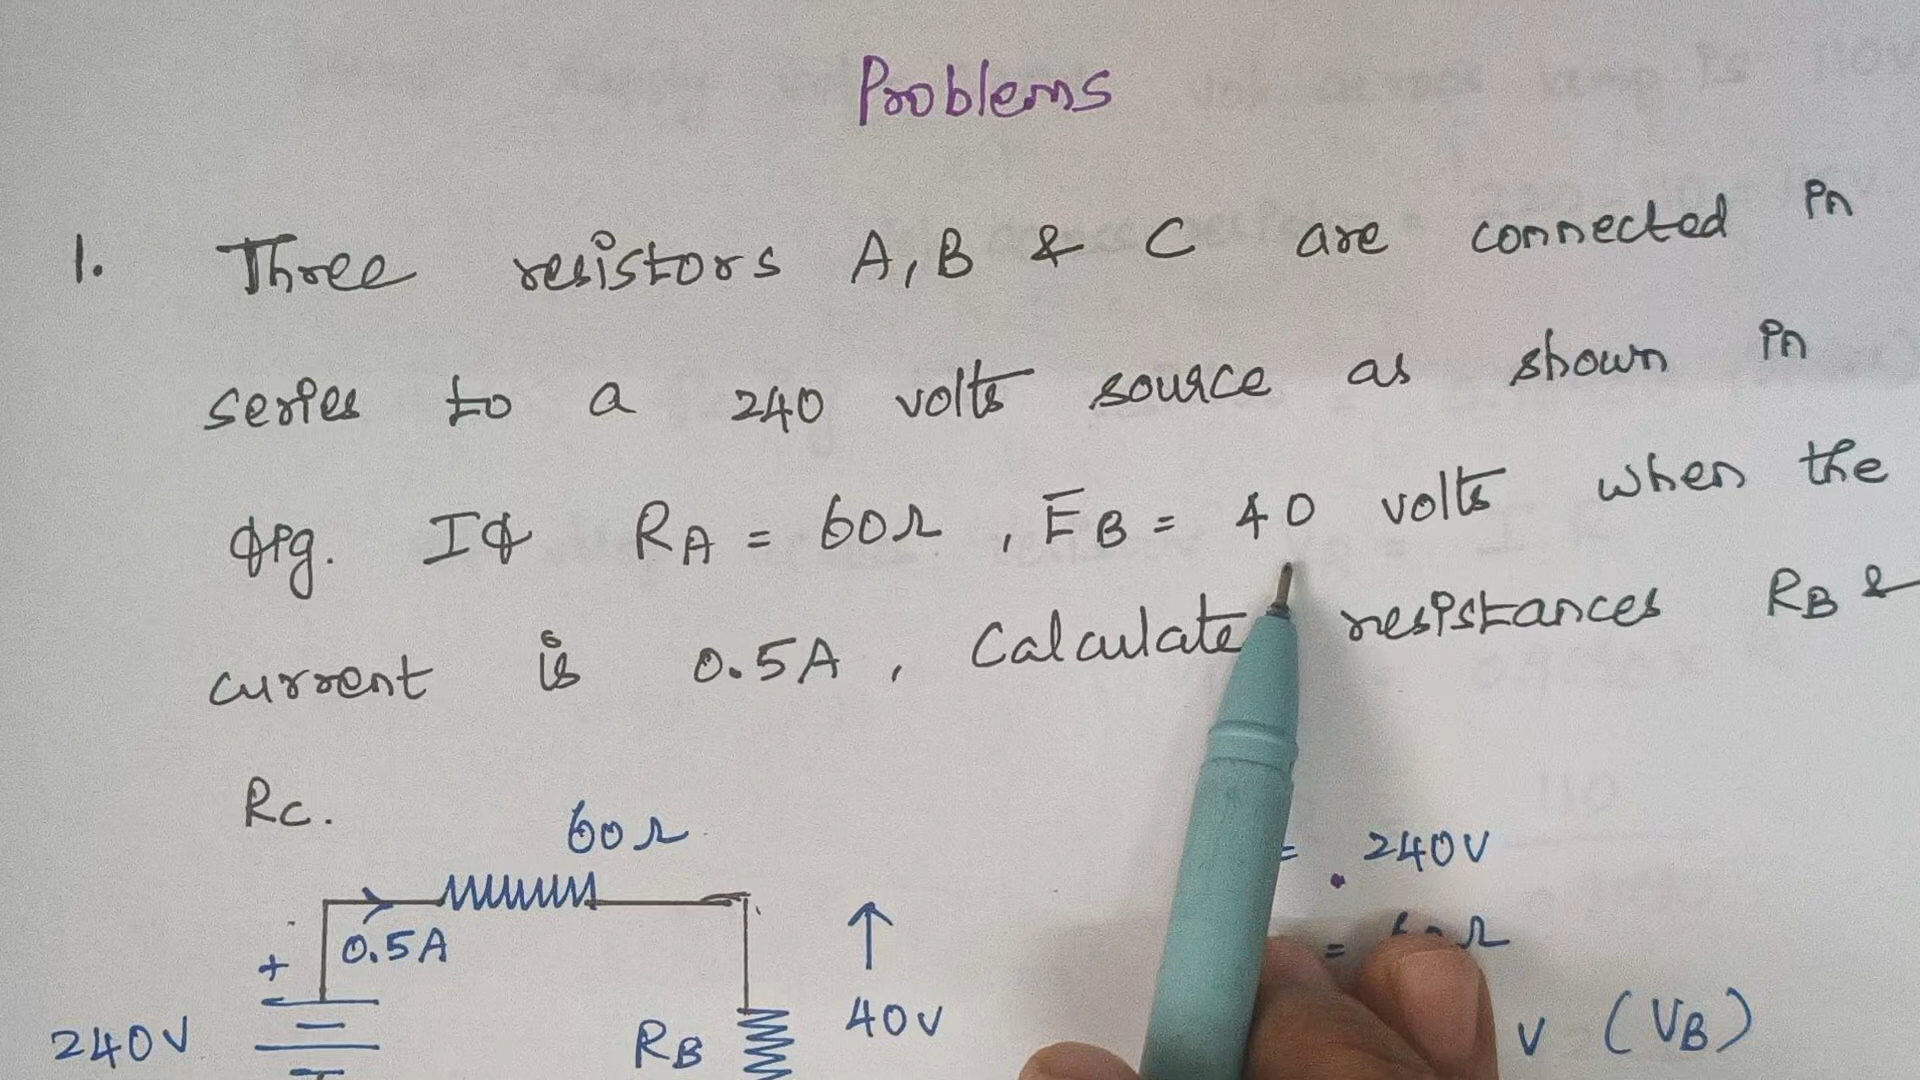 Problems
1. Three resistors A, B & C are connected in
series to a 240 volts source as shown in
fig. If RA = 60Ω, EB = 40 volts when the
current is 0.5A, Calculate resistances RB &
RC.
60Ω
= 240V
0.5A
+
= Ω
40V
240V
RB
V (VB)